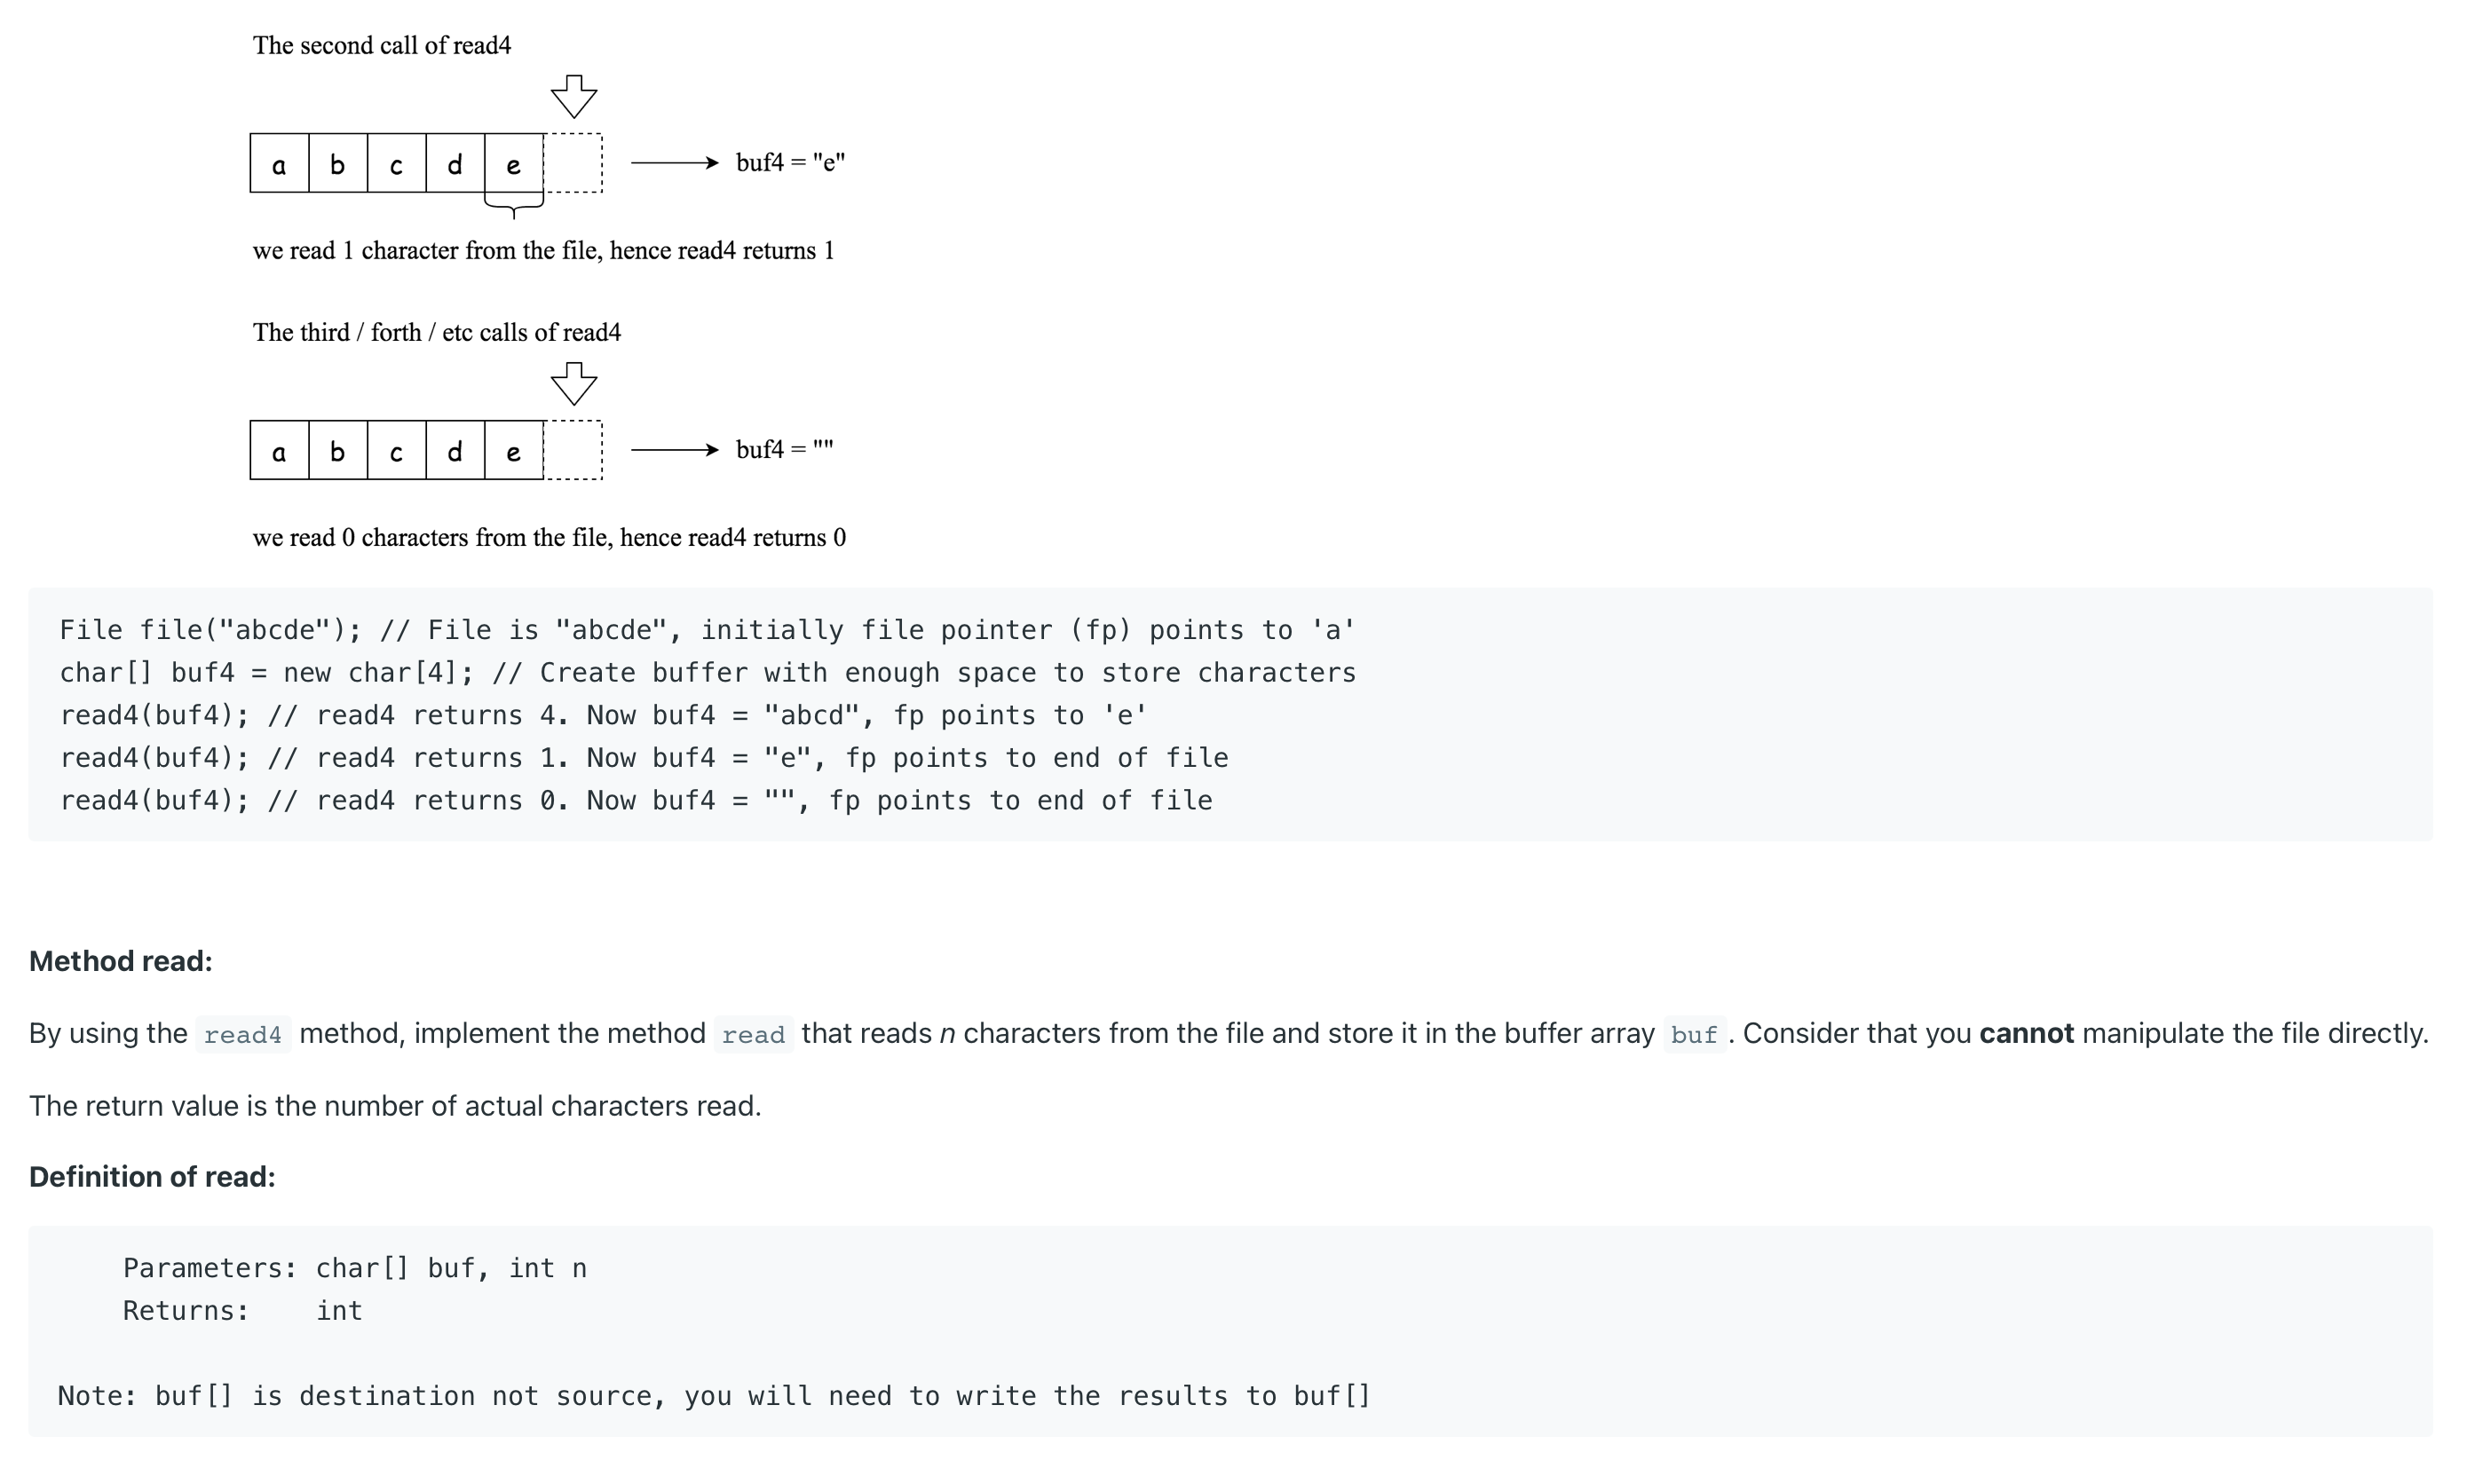 The second call of read4
a b c d e
buf4 = "e"
we read 1 character from the file, hence read4 returns 1
The third / forth / etc calls of read4
a b c d e
buf4 = ""
we read 0 characters from the file, hence read4 returns 0
File file("abcde"); // File is "abcde", initially file pointer (fp) points to 'a'
char[] buf4 = new char[4]; // Create buffer with enough space to store characters
read4(buf4); // read4 returns 4. Now buf4 = "abcd", fp points to 'e'
read4(buf4); // read4 returns 1. Now buf4 = "e", fp points to end of file
read4(buf4); // read4 returns 0. Now buf4 = "", fp points to end of file
Method read:
By using the read4 method, implement the method read that reads n characters from the file and store it in the buffer array buf. Consider that you cannot manipulate the file directly.
The return value is the number of actual characters read.
Definition of read:
Parameters: char[] buf, int n
Returns: int
Note: buf[] is destination not source, you will need to write the results to buf[]